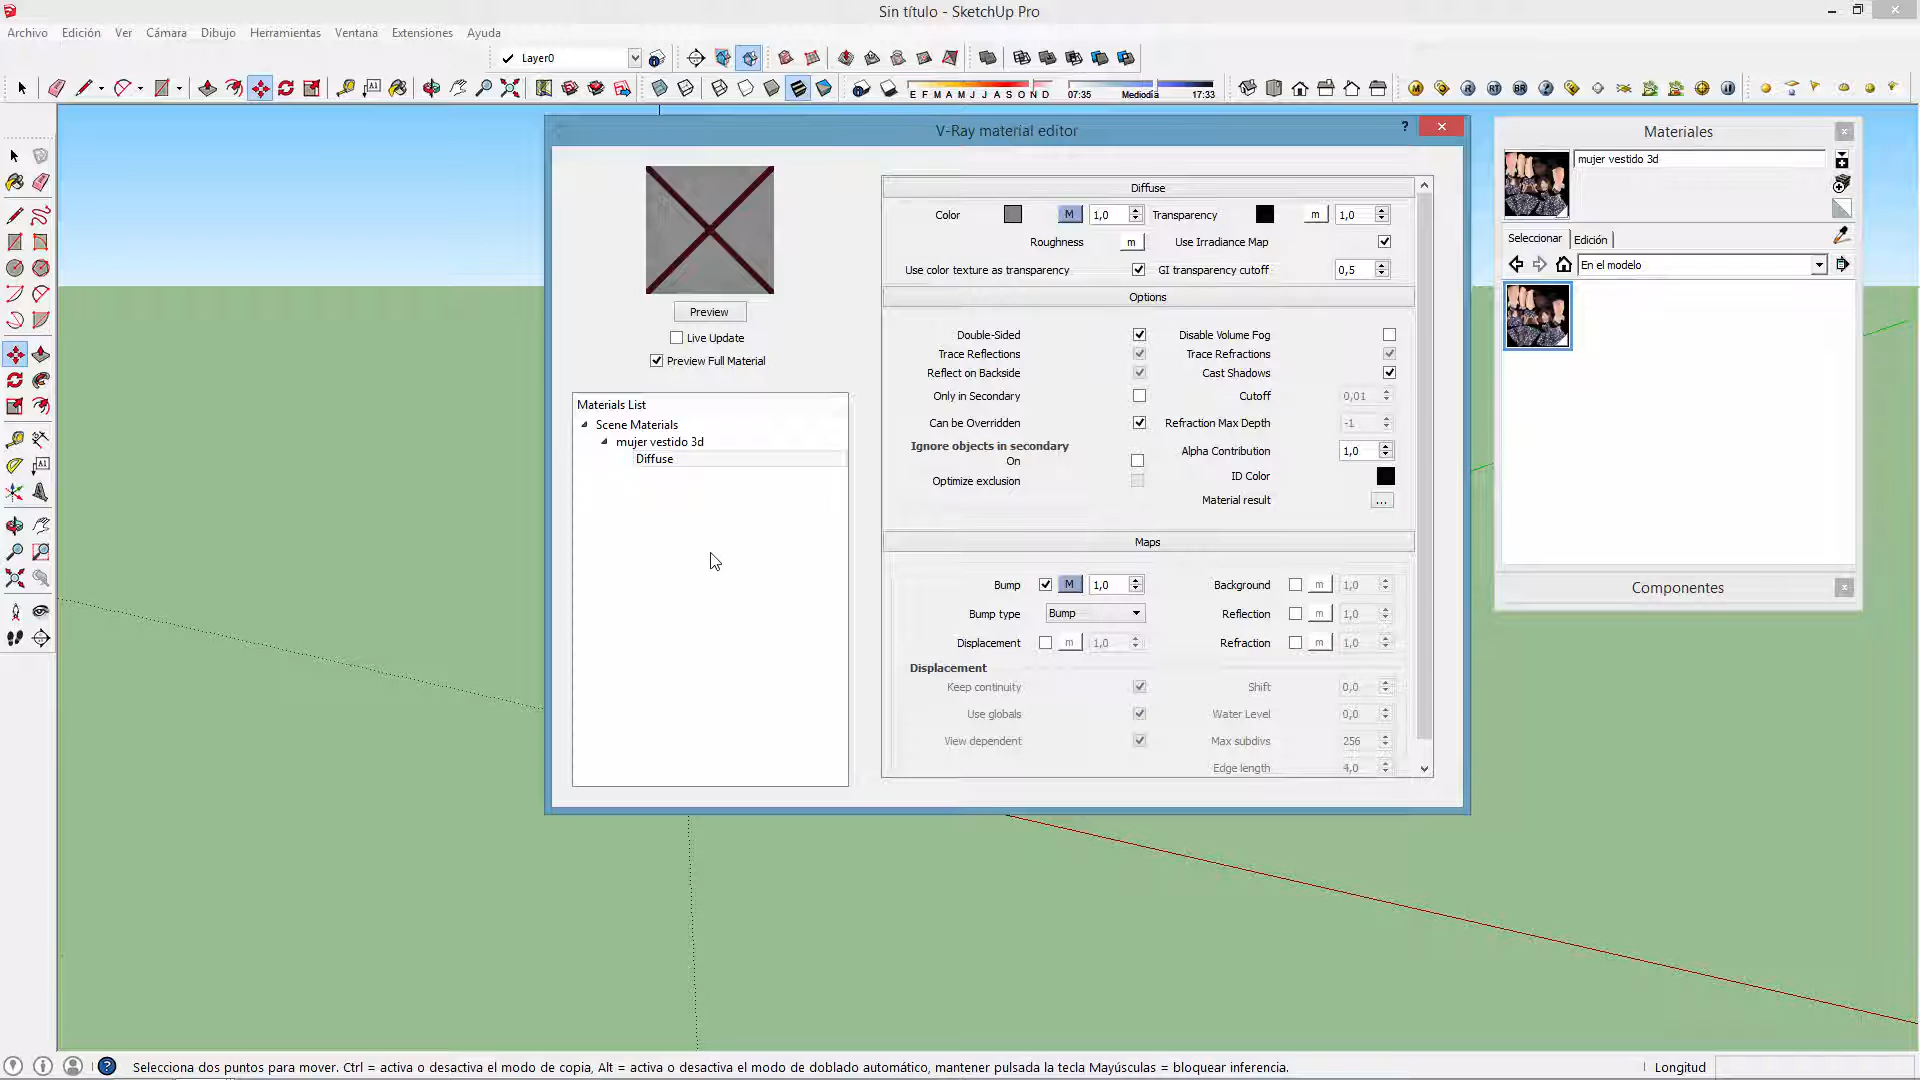 Sin título - SketchUp Pro
Archivo Edición Ver Cámara Dibujo Herramientas Ventana Extensiones Ayuda
Layer0
E F M A M J J A S O N D 07:35 Mediodía 17:33
V-Ray material editor
?
Preview
Live Update
Preview Full Material
Materials List
Scene Materials
mujer vestido 3d
Diffuse
Diffuse
Color M 1,0 Transparency m 1,0
Roughness m Use Irradiance Map
Use color texture as transparency GI transparency cutoff 0,5
Options
Double-Sided Disable Volume Fog
Trace Reflections Trace Refractions
Reflect on Backside Cast Shadows
Only in Secondary Cutoff 0,01
Can be Overridden Refraction Max Depth -1
Ignore objects in secondary
On Alpha Contribution 1,0
Optimize exclusion ID Color
Material result ...
Maps
Bump M 1,0 Background m 1,0
Bump type Bump Reflection m 1,0
Displacement m 1,0 Refraction m 1,0
Displacement
Keep continuity Shift 0,0
Use globals Water Level 0,0
View dependent Max subdivs 256
Edge length 4,0
Materiales
mujer vestido 3d
Seleccionar Edición
En el modelo
Componentes
Selecciona dos puntos para mover. Ctrl = activa o desactiva el modo de copia, Alt = activa o desactiva el modo de doblado automático, mantener pulsada la tecla Mayúsculas = bloquear inferencia.
Longitud